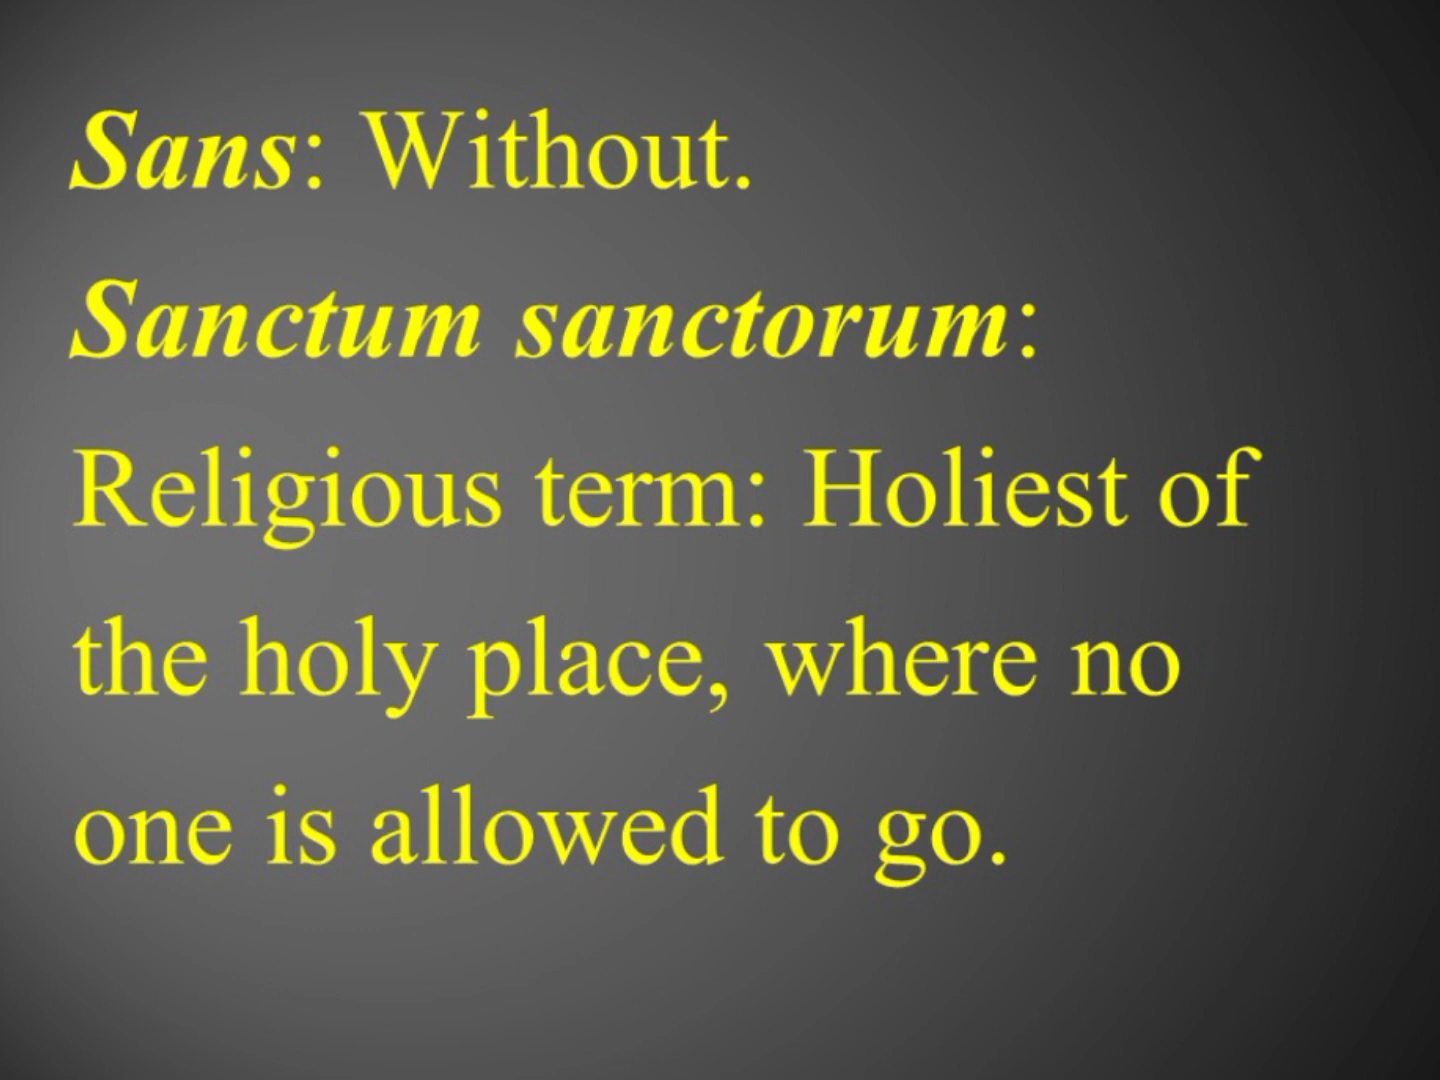 Sans: Without.
Sanctum sanctorum:
Religious term: Holiest of
the holy place, where no
one is allowed to go.